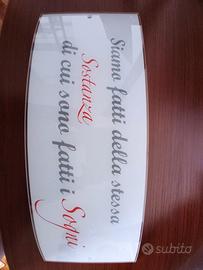 Siamo fatti della stessa
Sostanza
di cui sono fatti i Sogni
subito